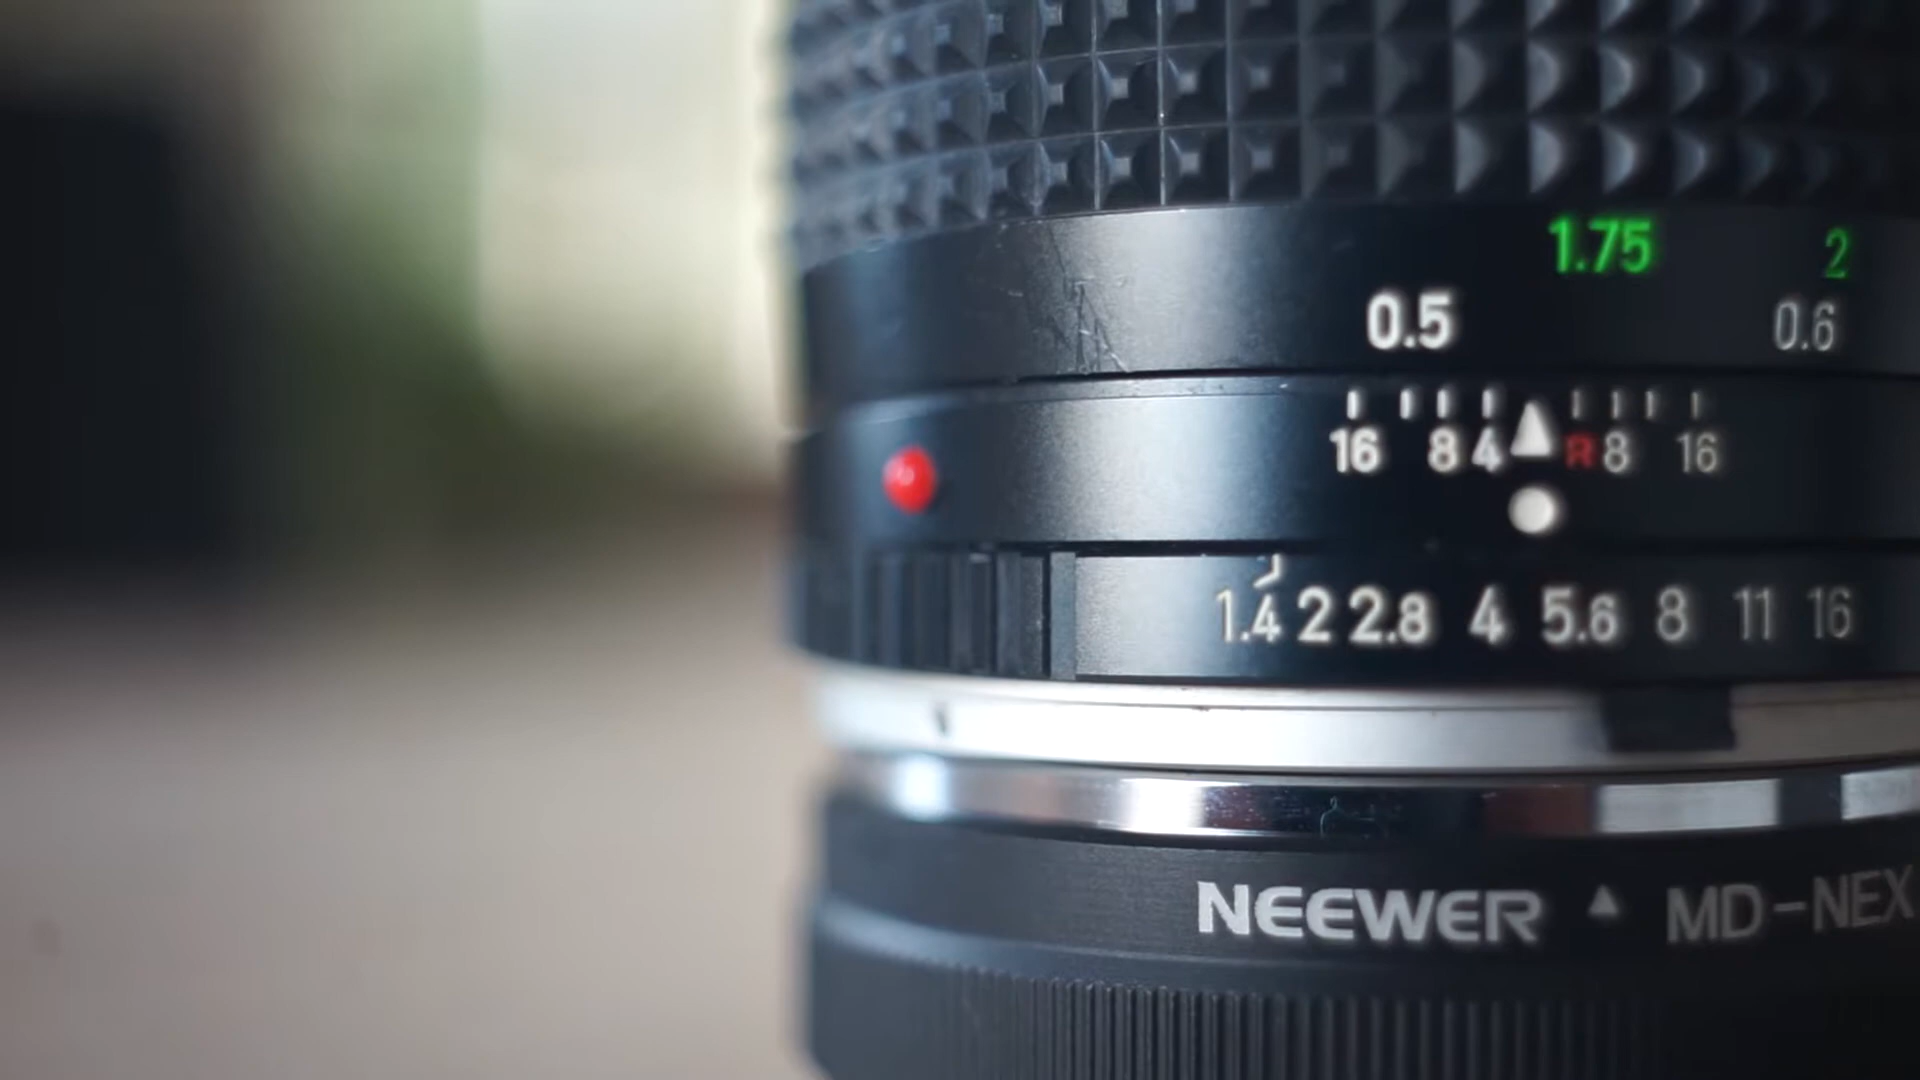 1.75 2
0.5 0.6
16 8 4 R 8 16
1.4 2 2.8 4 5.6 8 11 16
NEEWER ▲ MD-NEX